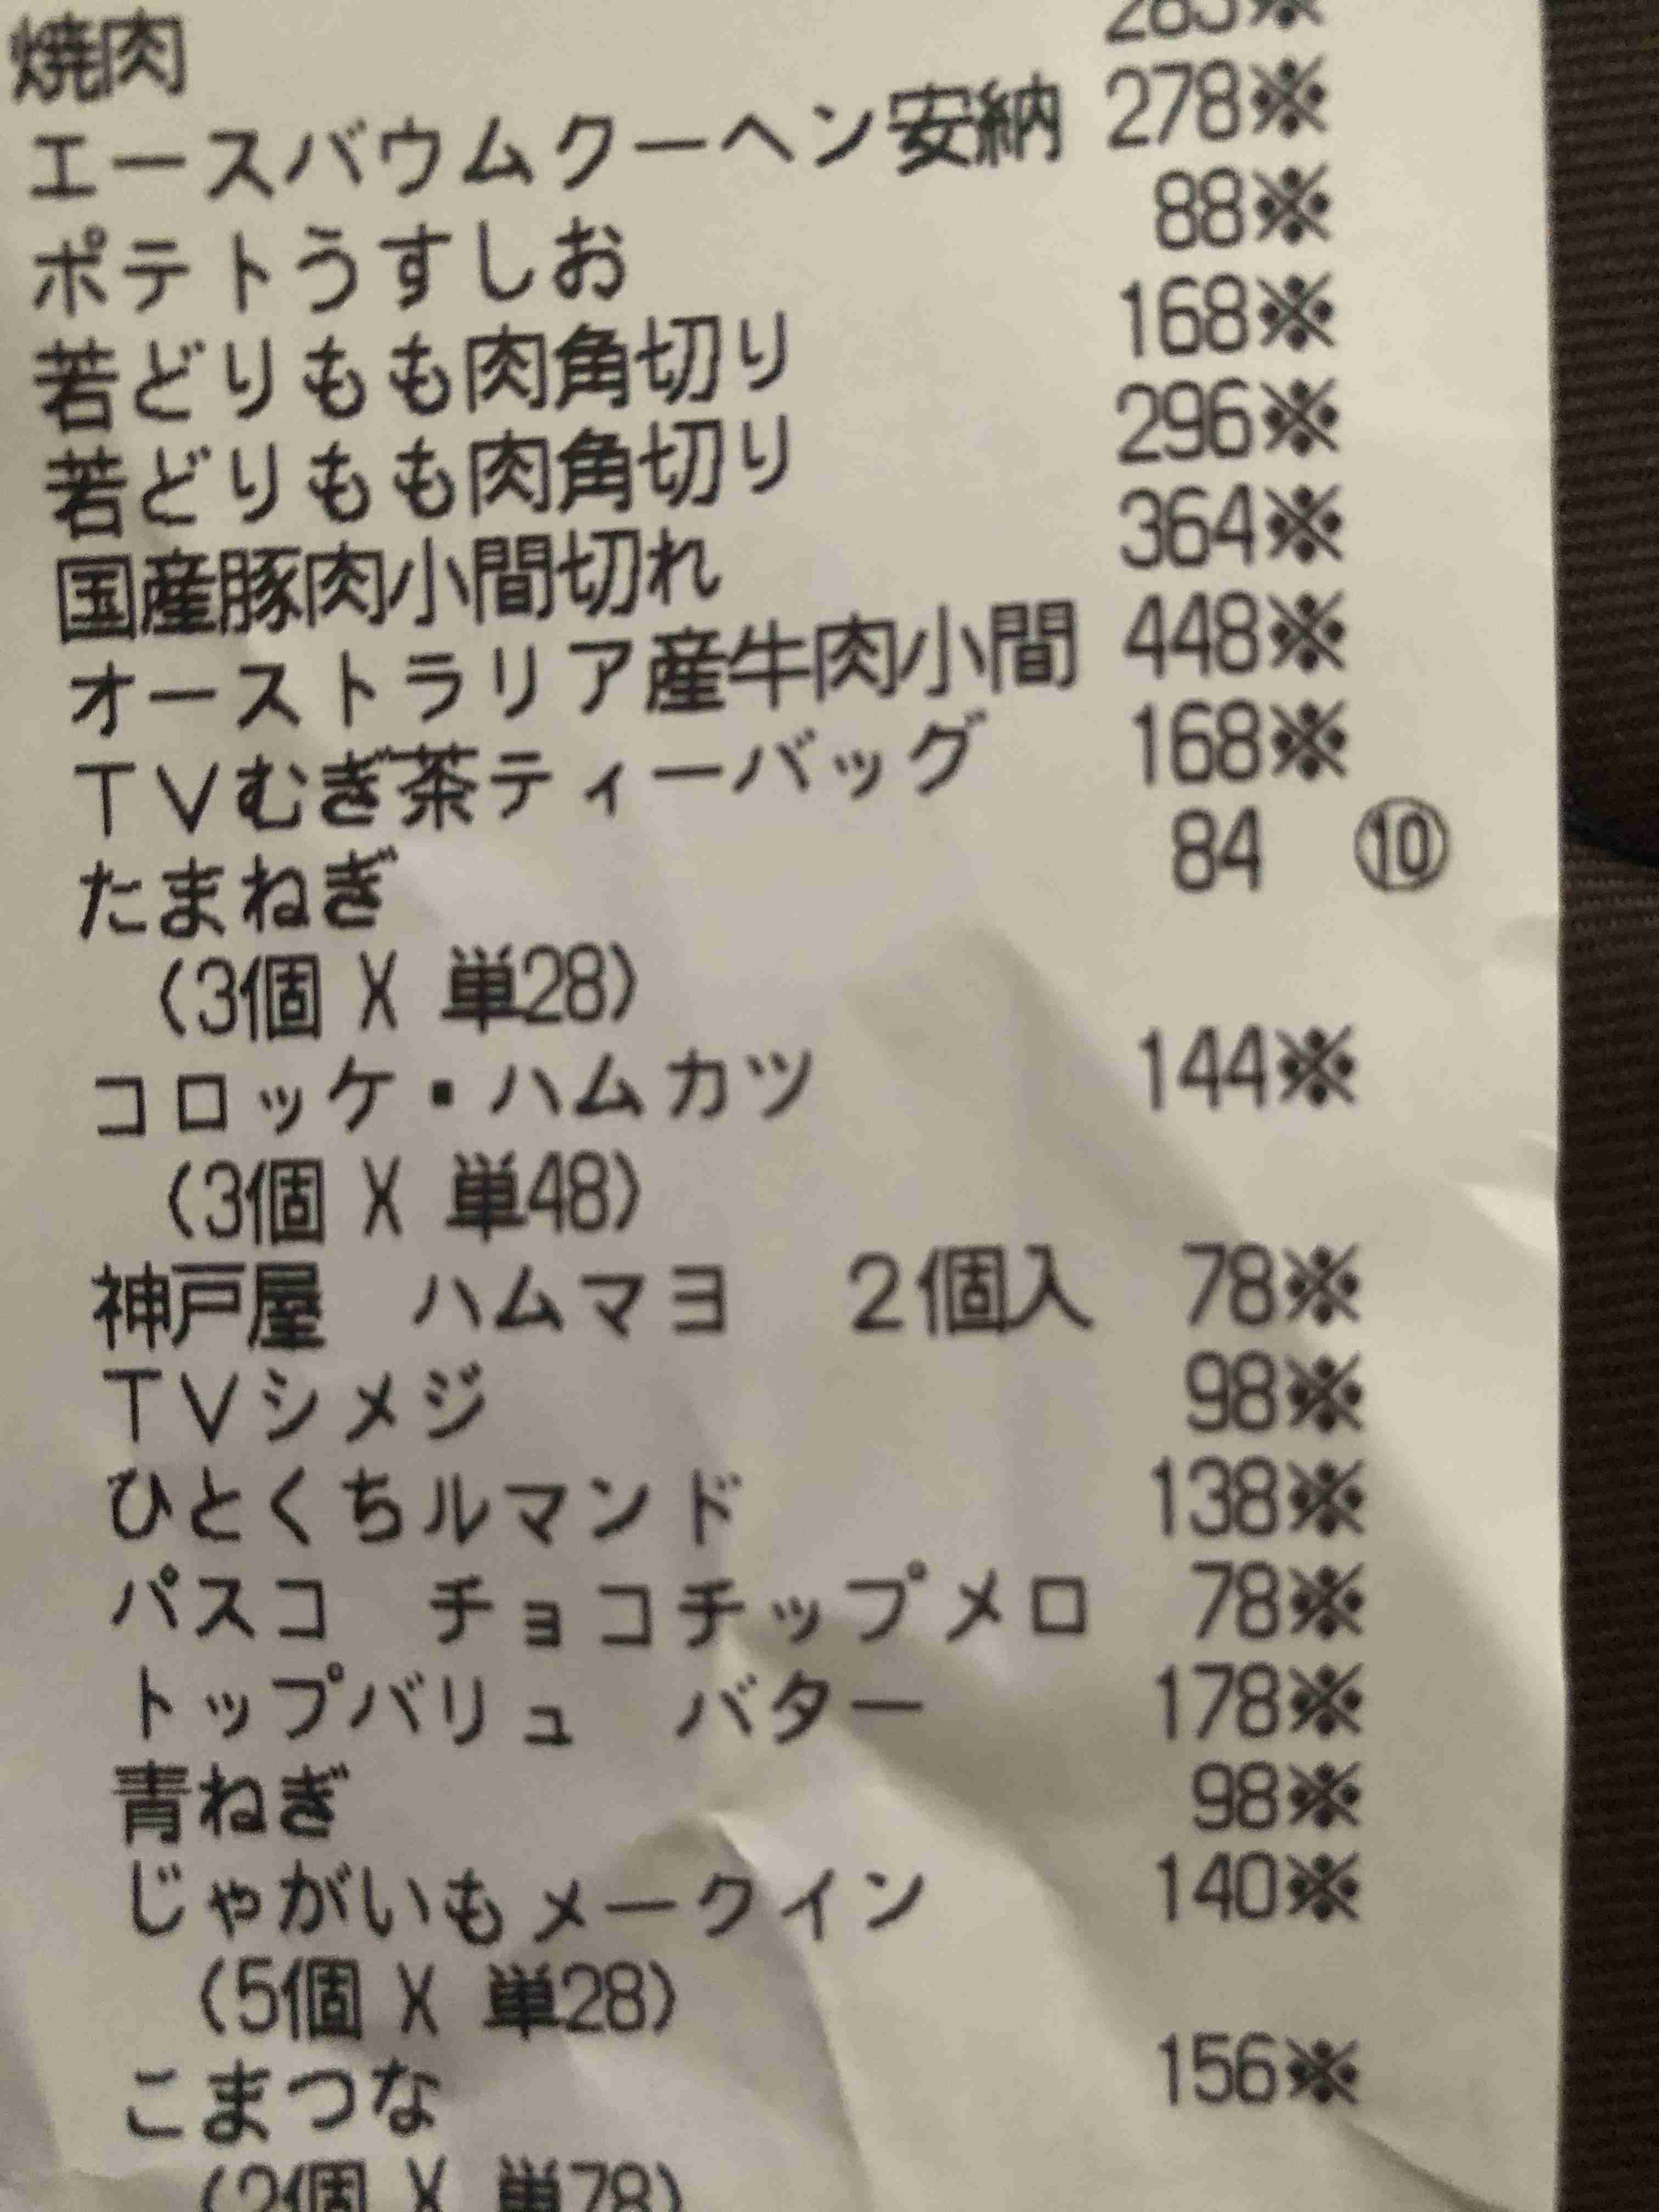 焼肉 283※
エースバウムクーヘン安納 278※
ポテトうすしお 88※
若どりもも肉角切り 168※
若どりもも肉角切り 296※
国産豚肉小間切れ 364※
オーストラリア産牛肉小間 448※
TVむぎ茶ティーバッグ 168※
たまねぎ 84 ⑩
(3個 X 単28)
コロッケ・ハムカツ 144※
(3個 X 単48)
神戸屋 ハムマヨ 2個入 78※
TVシメジ 98※
ひとくちルマンド 138※
パスコ チョコチップメロ 78※
トップバリュ バター 178※
青ねぎ 98※
じゃがいもメークイン 140※
(5個 X 単28)
こまつな 156※
(2個 X 単78)